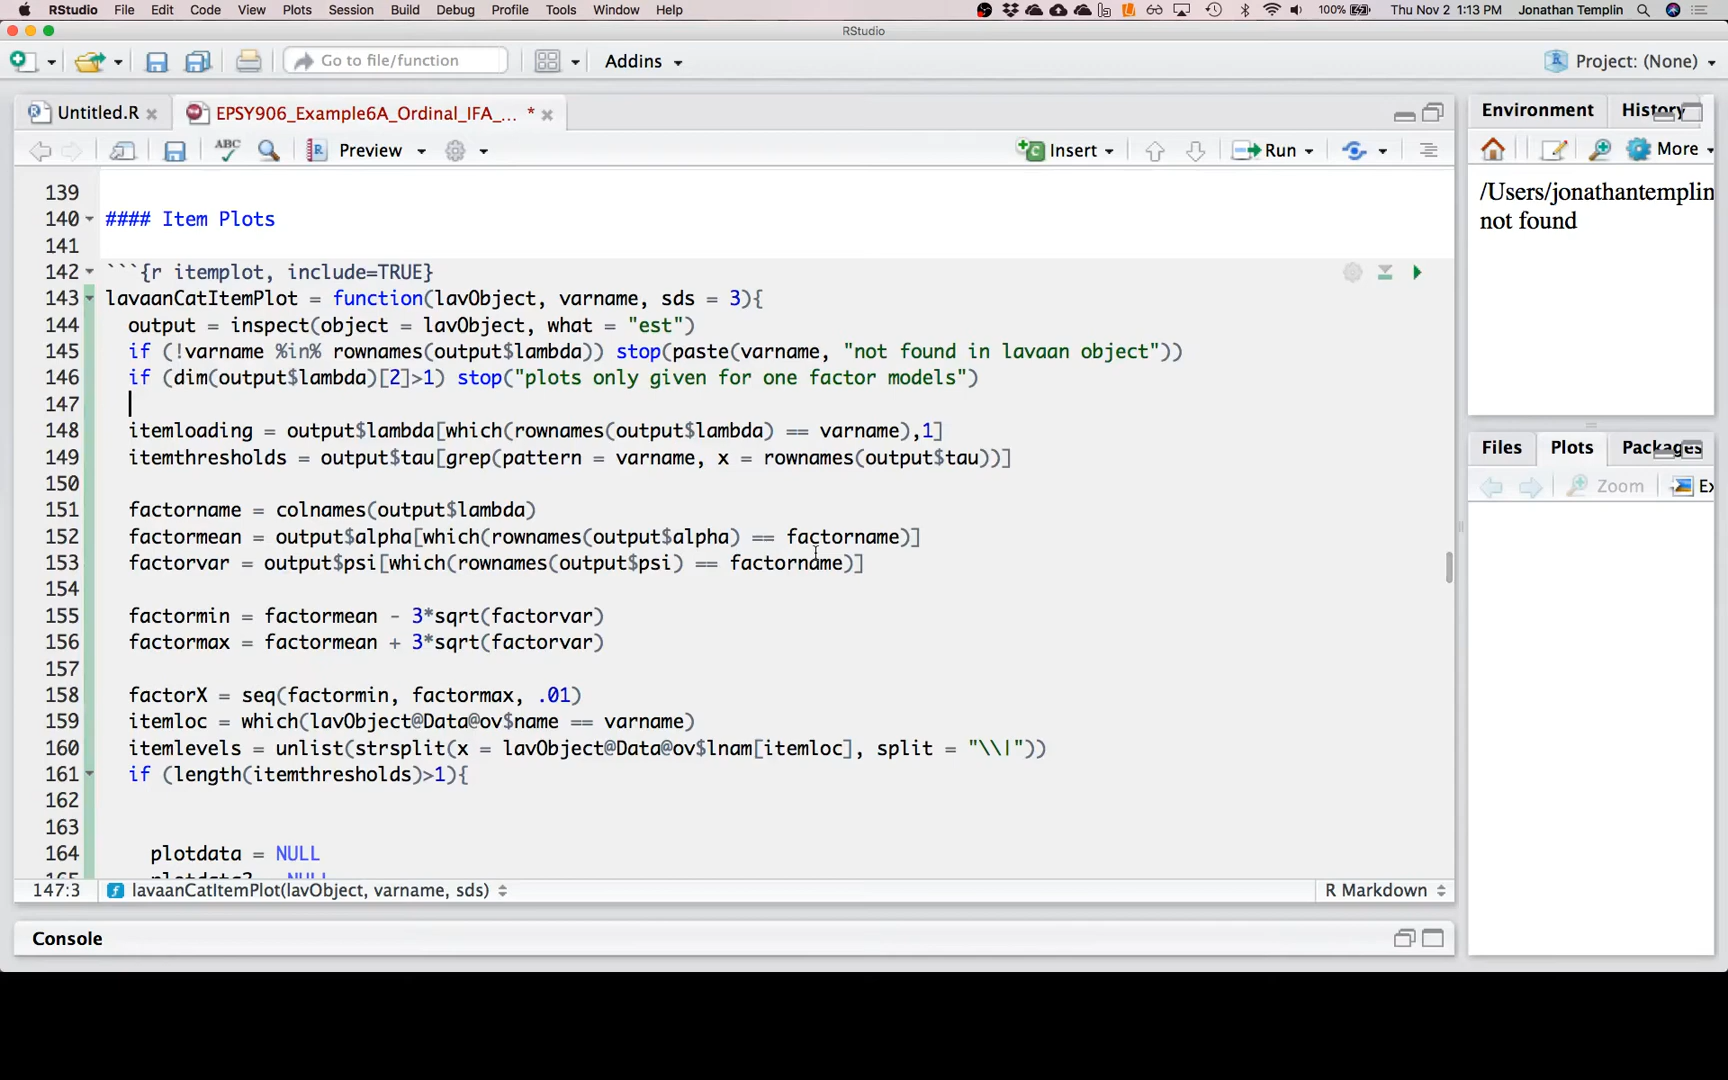 RStudio File Edit Code View Plots Session Build Debug Profile Tools Window Help 100% Thu Nov 2 1:13 PM Jonathan Templin
RStudio
Go to file/function Addins Project: (None)
Untitled.R EPSY906_Example6A_Ordinal_IFA_... * Environment History
ABC Preview Insert Run More
/Users/jonathantemplin
not found
139
140 #### Item Plots
141
142 ```{r itemplot, include=TRUE}
143 lavaanCatItemPlot = function(lavObject, varname, sds = 3){
144 output = inspect(object = lavObject, what = "est")
145 if (!varname %in% rownames(output$lambda)) stop(paste(varname, "not found in lavaan object"))
146 if (dim(output$lambda)[2]>1) stop("plots only given for one factor models")
147
148 itemloading = output$lambda[which(rownames(output$lambda) == varname),1]
149 itemthresholds = output$tau[grep(pattern = varname, x = rownames(output$tau))]
150
151 factorname = colnames(output$lambda)
152 factormean = output$alpha[which(rownames(output$alpha) == factorname)]
153 factorvar = output$psi[which(rownames(output$psi) == factorname)]
154
155 factormin = factormean - 3*sqrt(factorvar)
156 factormax = factormean + 3*sqrt(factorvar)
157
158 factorX = seq(factormin, factormax, .01)
159 itemloc = which(lavObject@Data@ov$name == varname)
160 itemlevels = unlist(strsplit(x = lavObject@Data@ov$lnam[itemloc], split = "\\|"))
161 if (length(itemthresholds)>1){
162
163
164 plotdata = NULL
165 plotdata2 = NULL
147:3 lavaanCatItemPlot(lavObject, varname, sds) R Markdown
Console
Files Plots Packages
Zoom Ex